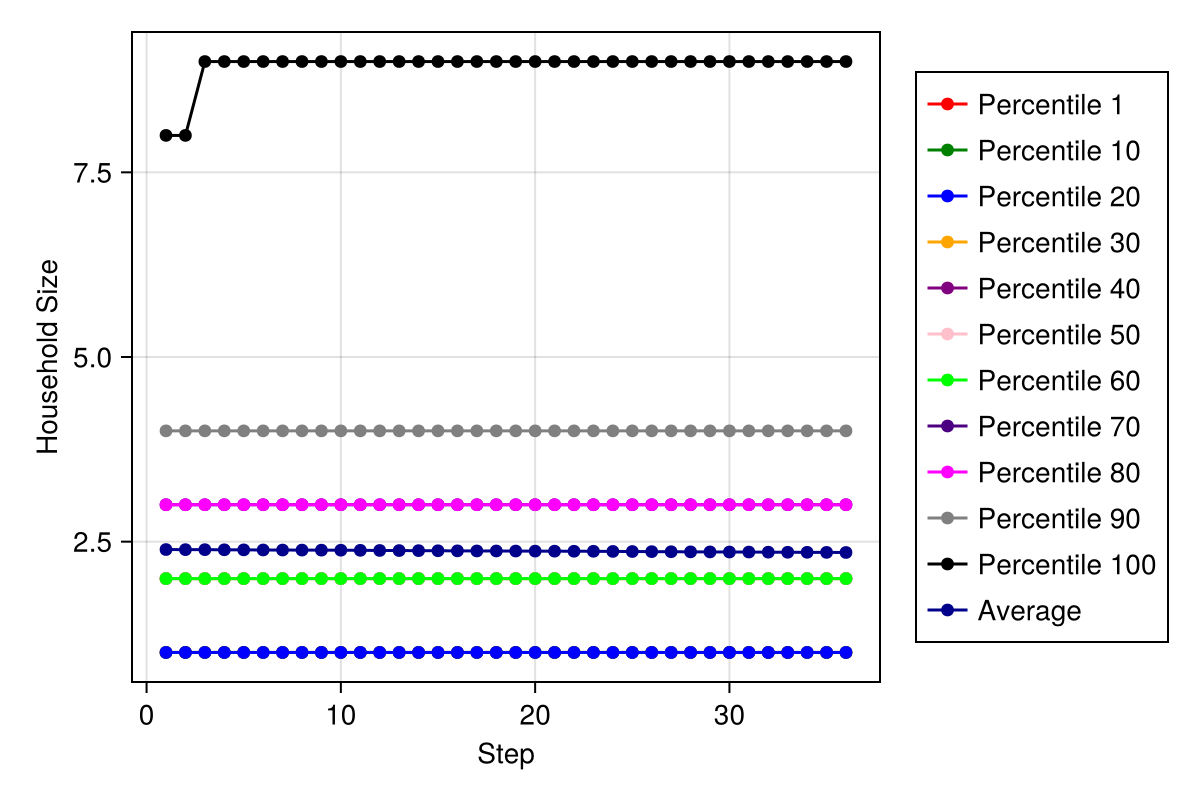 7.5
5.0
2.5
Household Size
0
10
20
30
Step
Percentile 1
Percentile 10
Percentile 20
Percentile 30
Percentile 40
Percentile 50
Percentile 60
Percentile 70
Percentile 80
Percentile 90
Percentile 100
Average